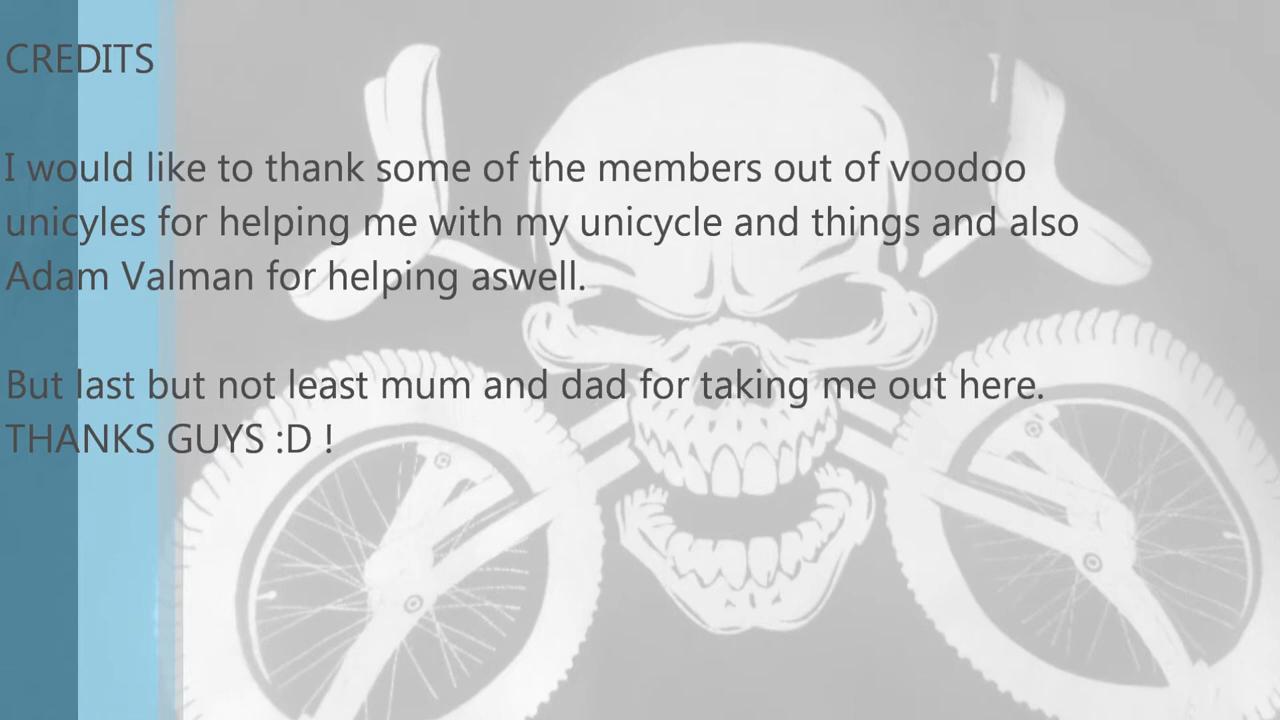 CREDITS
I would like to thank some of the members out of voodoo
unicyles for helping me with my unicycle and things and also
Adam Valman for helping aswell.
But last but not least mum and dad for taking me out here.
THANKS GUYS :D !